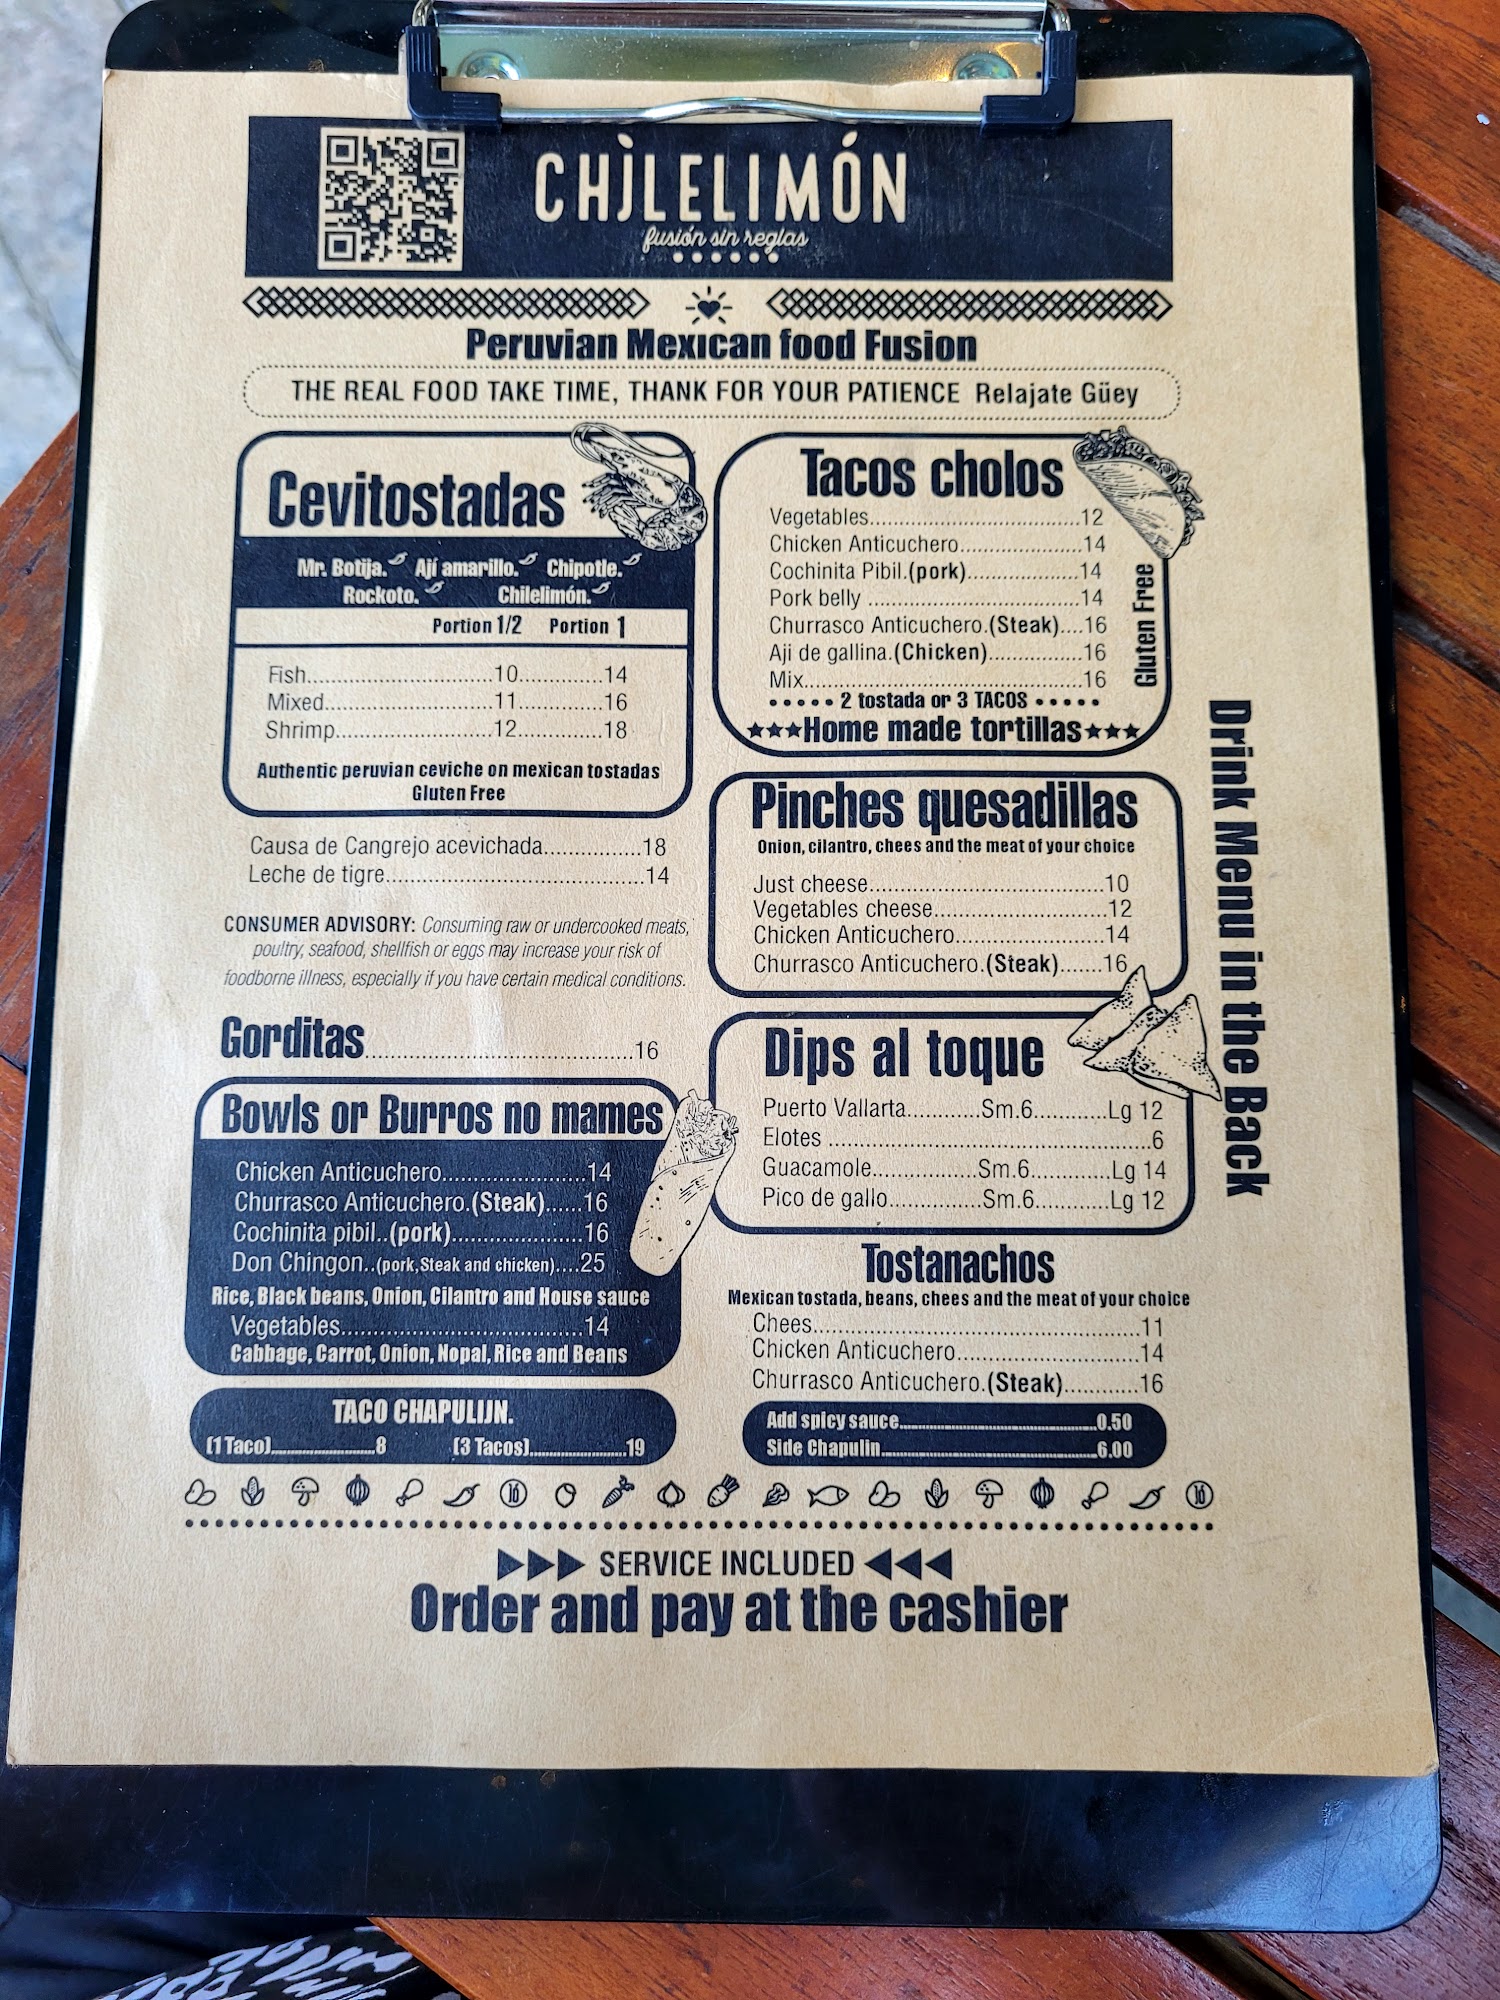 CHILELIMÓN
fusión sin reglas
Peruvian Mexican food Fusion
THE REAL FOOD TAKE TIME, THANK FOR YOUR PATIENCE Relajate Güey
Cevitostadas
Mr. Botija. Ají amarillo. Chipotle.
Rockoto. Chilelimón.
Portion 1/2 Portion 1
Fish.....................10.............14
Mixed.....................11.............16
Shrimp.....................12.............18
Authentic peruvian ceviche on mexican tostadas
Gluten Free
Causa de Cangrejo acevichada................18
Leche de tigre..........................................14
CONSUMER ADVISORY: Consuming raw or undercooked meats,
poultry, seafood, shellfish or eggs may increase your risk of
foodborne illness, especially if you have certain medical conditions.
Gorditas.....................................16
Bowls or Burros no mames
Chicken Anticuchero.......................14
Churrasco Anticuchero.(Steak)......16
Cochinita pibil..(pork).....................16
Don Chingon..(pork,Steak and chicken)....25
Rice, Black beans, Onion, Cilantro and House sauce
Vegetables.......................................14
Cabbage, Carrot, Onion, Nopal, Rice and Beans
TACO CHAPULIJN.
(1 Taco)..........................8 (3 Tacos)........................19
Tacos cholos
Vegetables...................................12
Chicken Anticuchero....................14
Cochinita Pibil.(pork)..................14
Pork belly ...................................14
Churrasco Anticuchero.(Steak)....16
Aji de gallina.(Chicken)...............16
Mix..............................................16
2 tostada or 3 TACOS
Home made tortillas
Gluten Free
Pinches quesadillas
Onion, cilantro, chees and the meat of your choice
Just cheese.......................................10
Vegetables cheese............................12
Chicken Anticuchero........................14
Churrasco Anticuchero.(Steak).......16
Dips al toque
Puerto Vallarta...........Sm.6...........Lg 12
Elotes .....................................................6
Guacamole................Sm.6............Lg 14
Pico de gallo..............Sm.6............Lg 12
Tostanachos
Mexican tostada, beans, chees and the meat of your choice
Chees.....................................................11
Chicken Anticuchero..............................14
Churrasco Anticuchero.(Steak)............16
Add spicy sauce..................................................0.50
Side Chapulin......................................................6.00
Drink Menu in the Back
SERVICE INCLUDED
Order and pay at the cashier